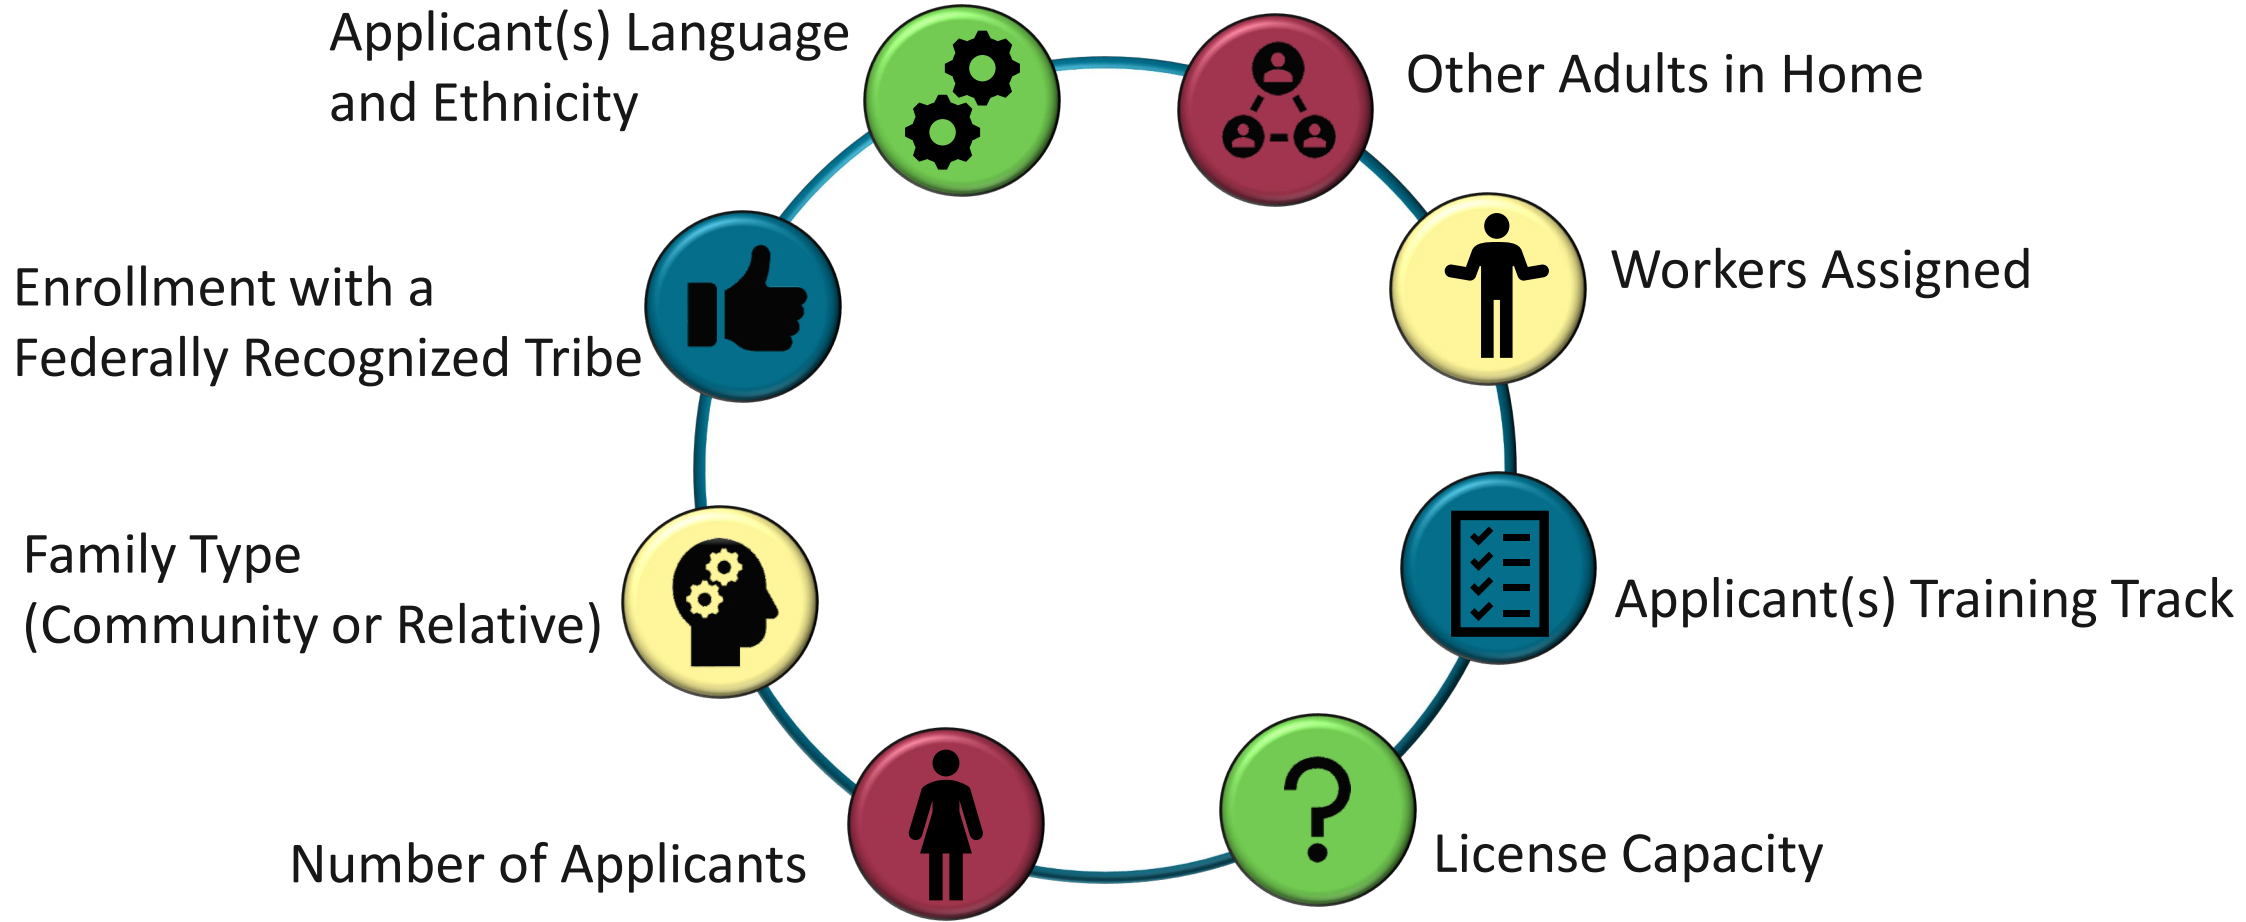 Applicant(s) Language
and Ethnicity
Other Adults in Home
Workers Assigned
Enrollment with a
Federally Recognized Tribe
Family Type
(Community or Relative)
Applicant(s) Training Track
Number of Applicants
License Capacity